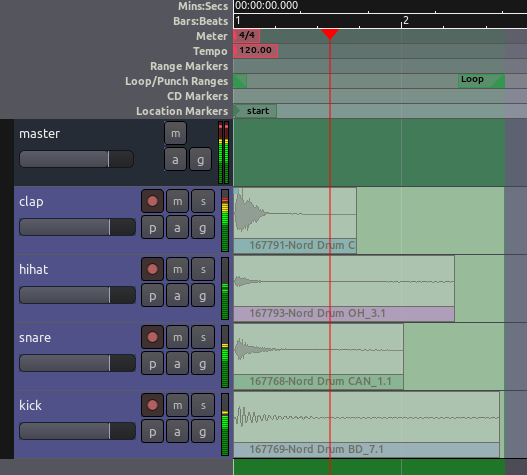 Mins:Secs 00:00:00.000
Bars:Beats 1 2
Meter 4/4
Tempo 120.00
Range Markers
Loop/Punch Ranges Loop
CD Markers
Location Markers start
master m
a g
clap m s
p a g
167791-Nord Drum C
hihat m s
p a g
167793-Nord Drum OH_3.1
snare m s
p a g
167768-Nord Drum CAN_1.1
kick m s
p a g
167769-Nord Drum BD_7.1